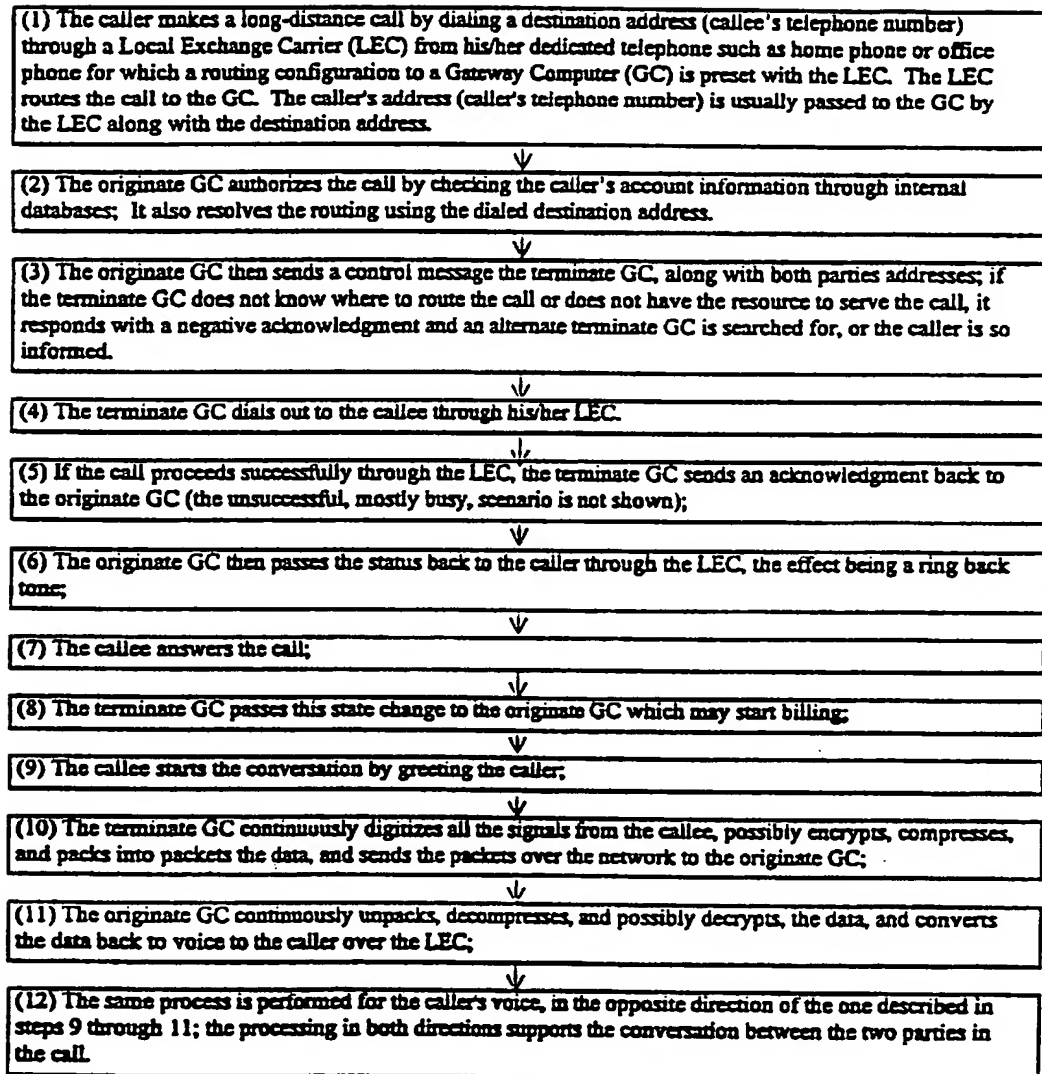 (1) The caller makes a long-distance call by dialing a destination address (callee's telephone number)
through a Local Exchange Carrier (LEC) from his/her dedicated telephone such as home phone or office
phone for which a routing configuration to a Gateway Computer (GC) is preset with the LEC. The LEC
routes the call to the GC. The caller's address (caller's telephone number) is usually passed to the GC by
the LEC along with the destination address.
(2) The originate GC authorizes the call by checking the caller's account information through internal
databases; It also resolves the routing using the dialed destination address.
(3) The originate GC then sends a control message the terminate GC, along with both parties addresses; if
the terminate GC does not know where to route the call or does not have the resource to serve the call, it
responds with a negative acknowledgment and an alternate terminate GC is searched for, or the caller is so
informed.
(4) The terminate GC dials out to the callee through his/her LEC.
(5) If the call proceeds successfully through the LEC, the terminate GC sends an acknowledgment back to
the originate GC (the unsuccessful, mostly busy, scenario is not shown);
(6) The originate GC then passes the status back to the caller through the LEC, the effect being a ring back
tone;
(7) The callee answers the call;
(8) The terminate GC passes this state change to the originate GC which may start billing;
(9) The callee starts the conversation by greeting the caller;
(10) The terminate GC continuously digitizes all the signals from the callee, possibly encrypts, compresses,
and packs into packets the data, and sends the packets over the network to the originate GC;
(11) The originate GC continuously unpacks, decompresses, and possibly decrypts, the data, and converts
the data back to voice to the caller over the LEC;
(12) The same process is performed for the caller's voice, in the opposite direction of the one described in
steps 9 through 11; the processing in both directions supports the conversation between the two parties in
the call.